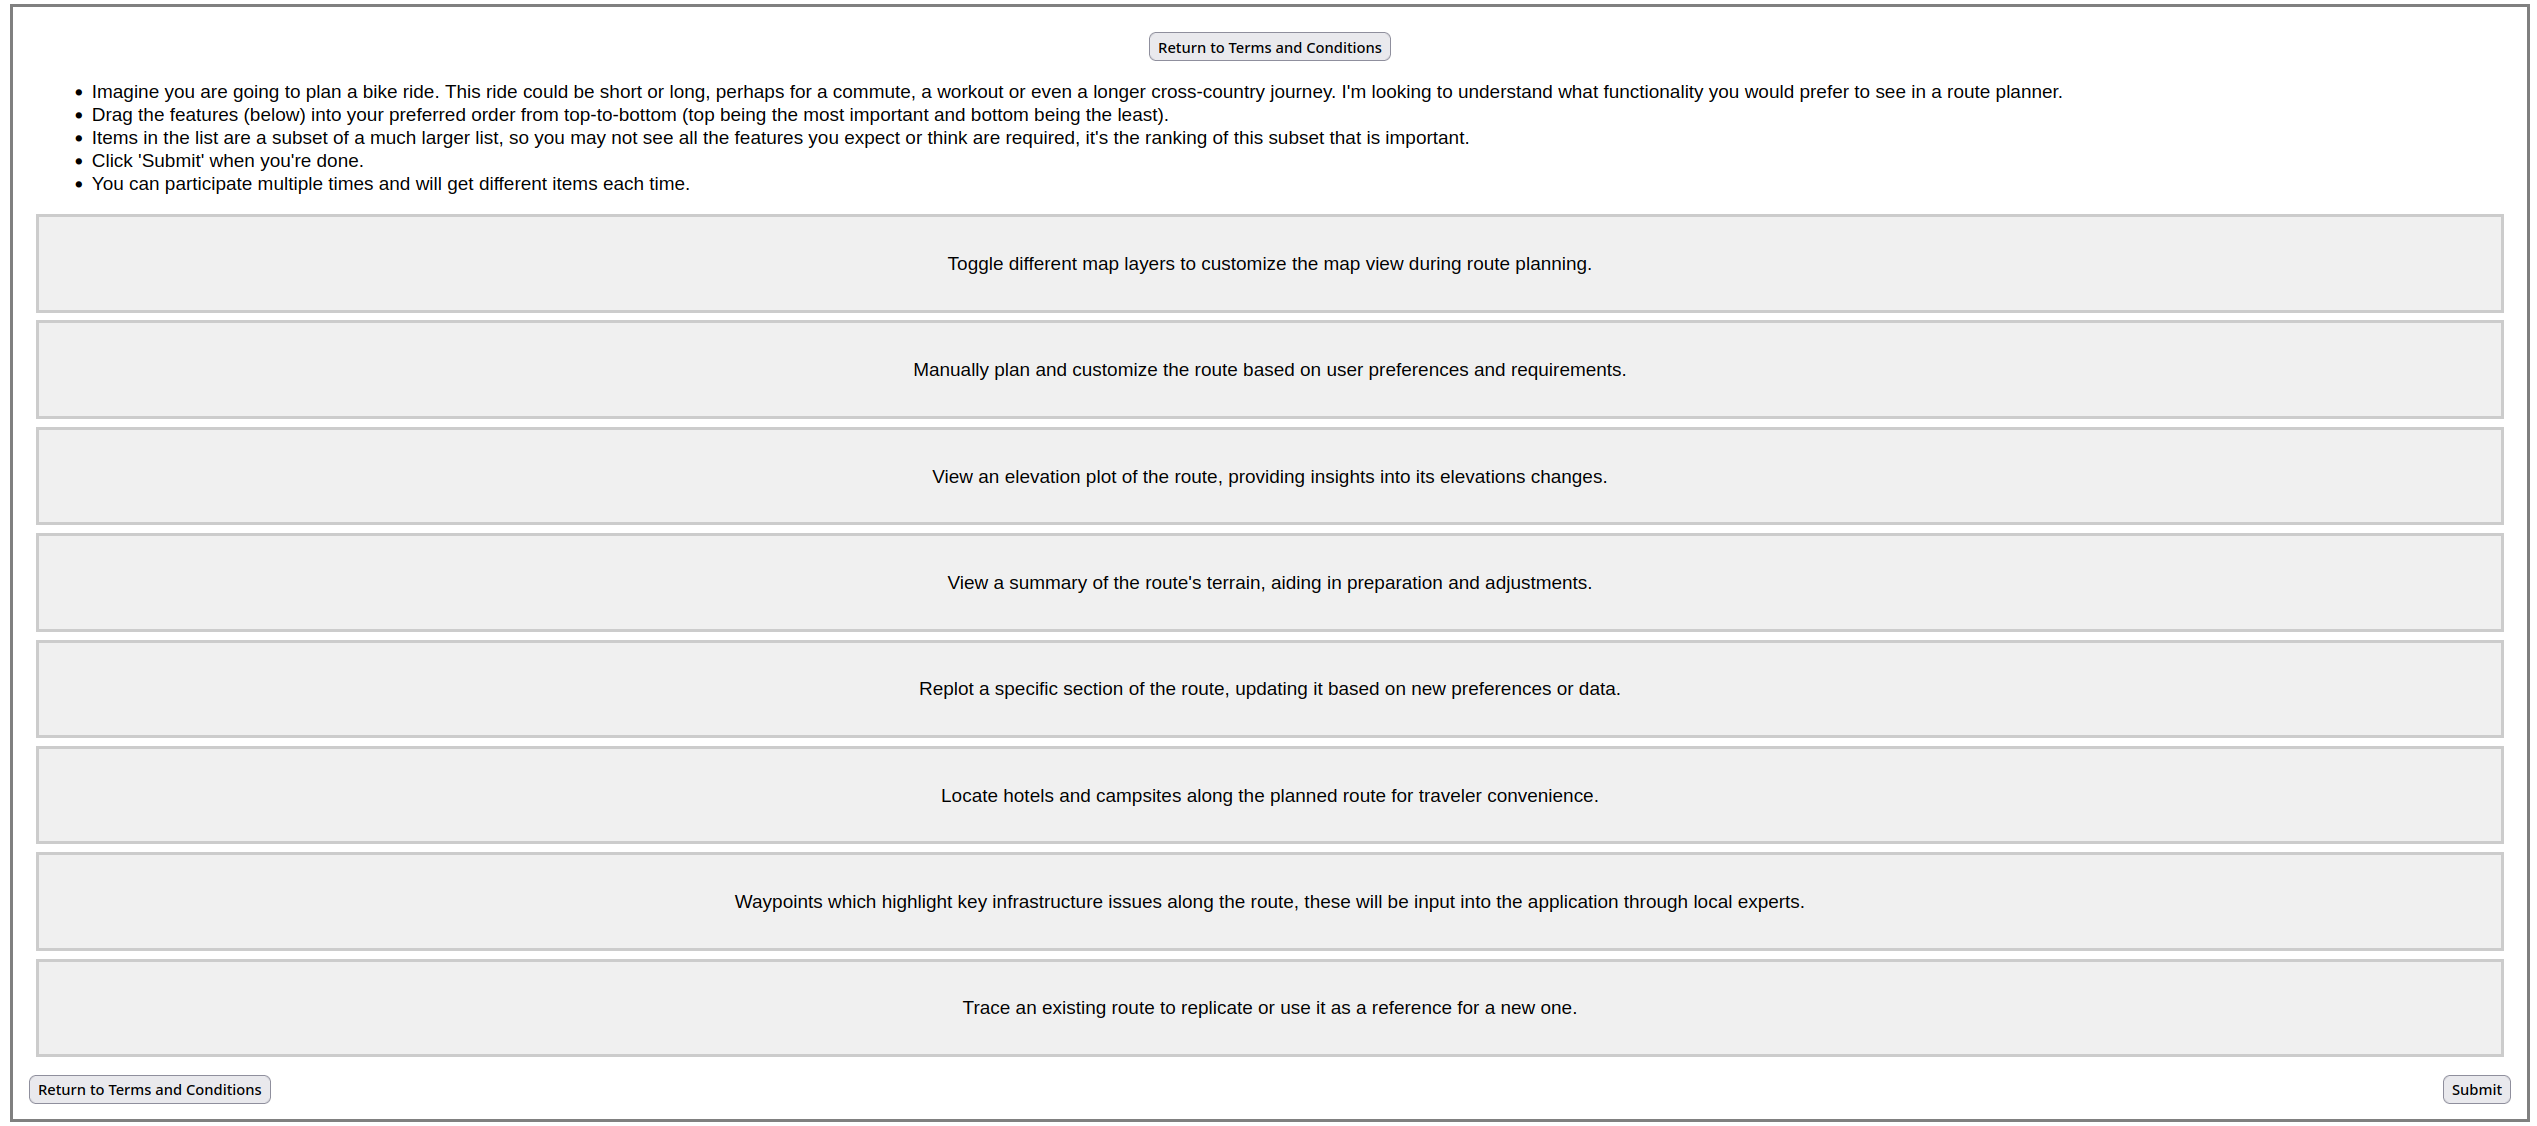 Return to Terms and Conditions
Imagine you are going to plan a bike ride. This ride could be short or long, perhaps for a commute, a workout or even a longer cross-country journey. I'm looking to understand what functionality you would prefer to see in a route planner.
Drag the features (below) into your preferred order from top-to-bottom (top being the most important and bottom being the least).
Items in the list are a subset of a much larger list, so you may not see all the features you expect or think are required, it's the ranking of this subset that is important.
Click 'Submit' when you're done.
You can participate multiple times and will get different items each time.
Toggle different map layers to customize the map view during route planning.
Manually plan and customize the route based on user preferences and requirements.
View an elevation plot of the route, providing insights into its elevations changes.
View a summary of the route's terrain, aiding in preparation and adjustments.
Replot a specific section of the route, updating it based on new preferences or data.
Locate hotels and campsites along the planned route for traveler convenience.
Waypoints which highlight key infrastructure issues along the route, these will be input into the application through local experts.
Trace an existing route to replicate or use it as a reference for a new one.
Return to Terms and Conditions
Submit